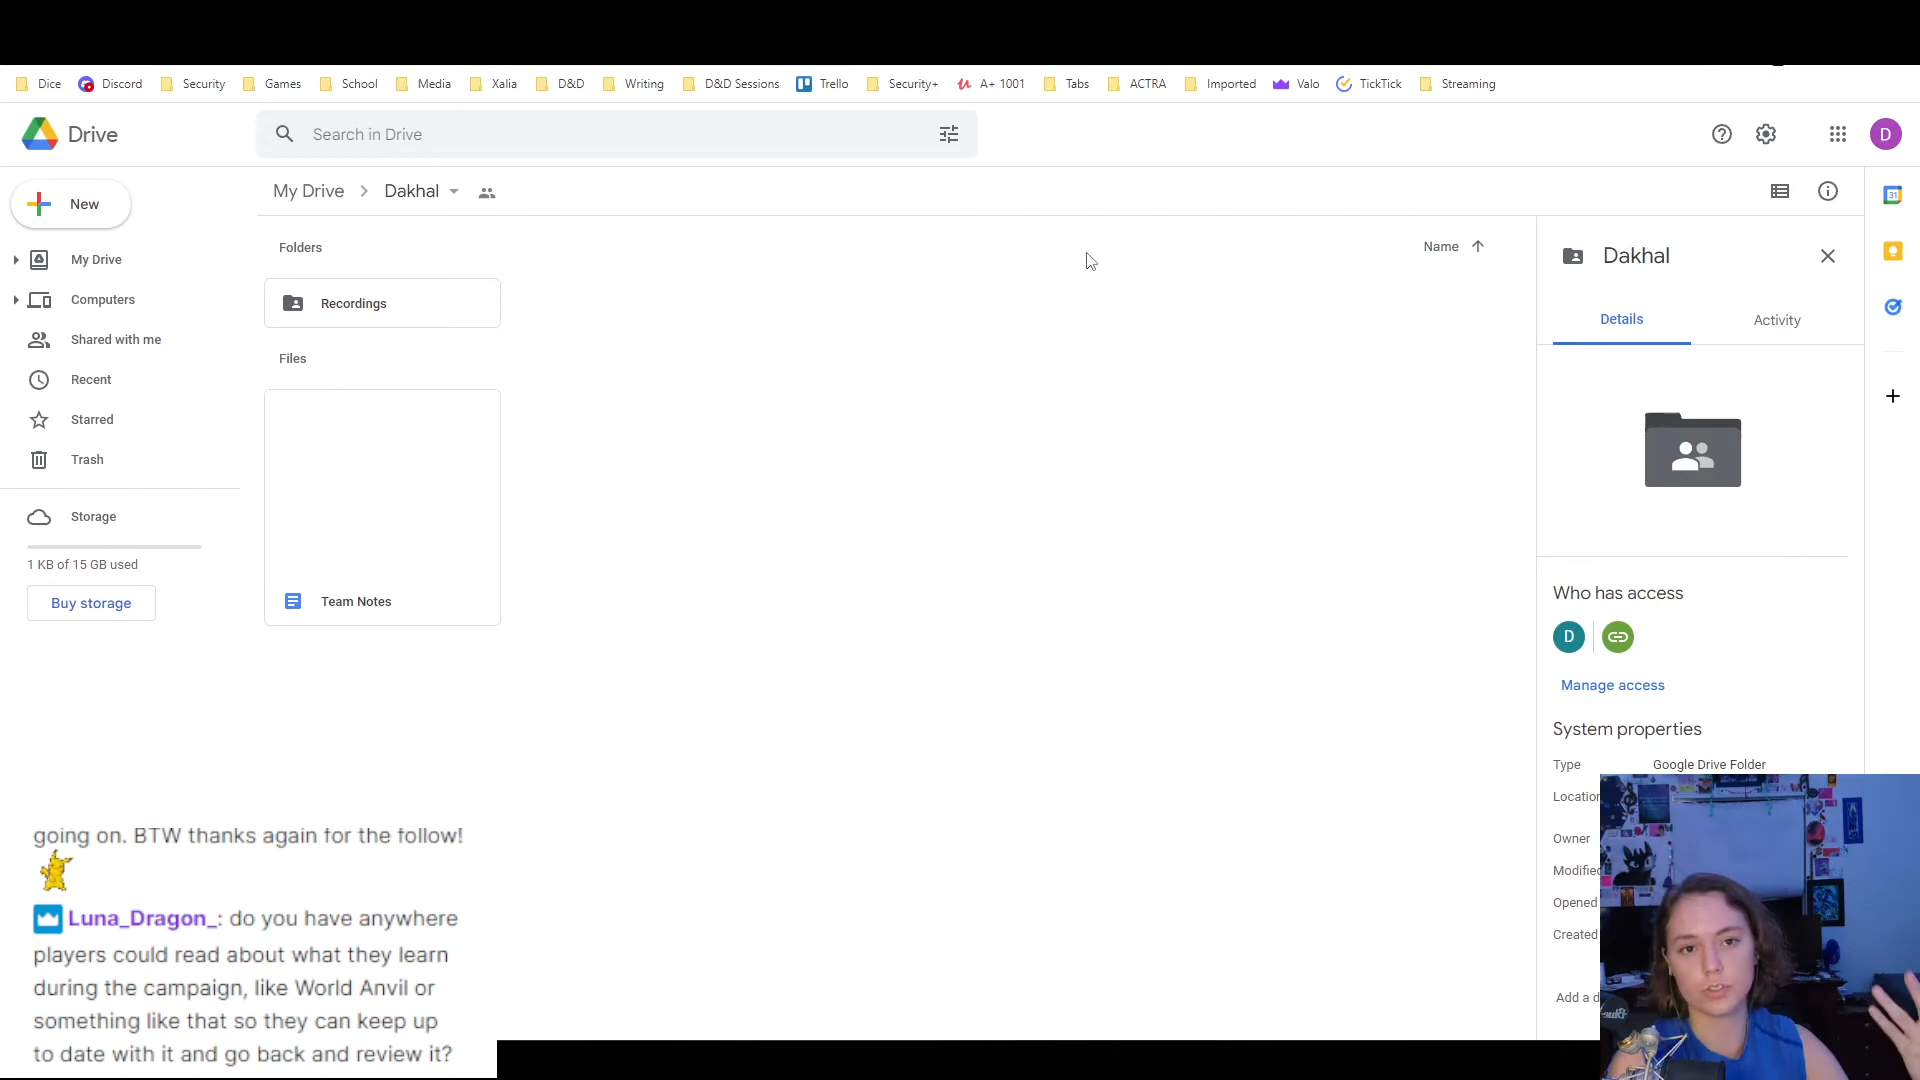 Dice Discord Security Games School Media Xalia D&D Writing D&D Sessions Trello Security+ A+ 1001 Tabs ACTRA Imported Valo TickTick Streaming
Drive
Search in Drive
D
New
My Drive
Computers
Shared with me
Recent
Starred
Trash
Storage
1 KB of 15 GB used
Buy storage
My Drive Dakhal
Folders
Name
Recordings
Files
Team Notes
Dakhal
Details Activity
Who has access
D
Manage access
System properties
Type Google Drive Folder
Owner
Opened
Created
Add a
31
going on. BTW thanks again for the follow!
Luna_Dragon_: do you have anywhere
players could read about what they learn
during the campaign, like World Anvil or
something like that so they can keep up
to date with it and go back and review it?